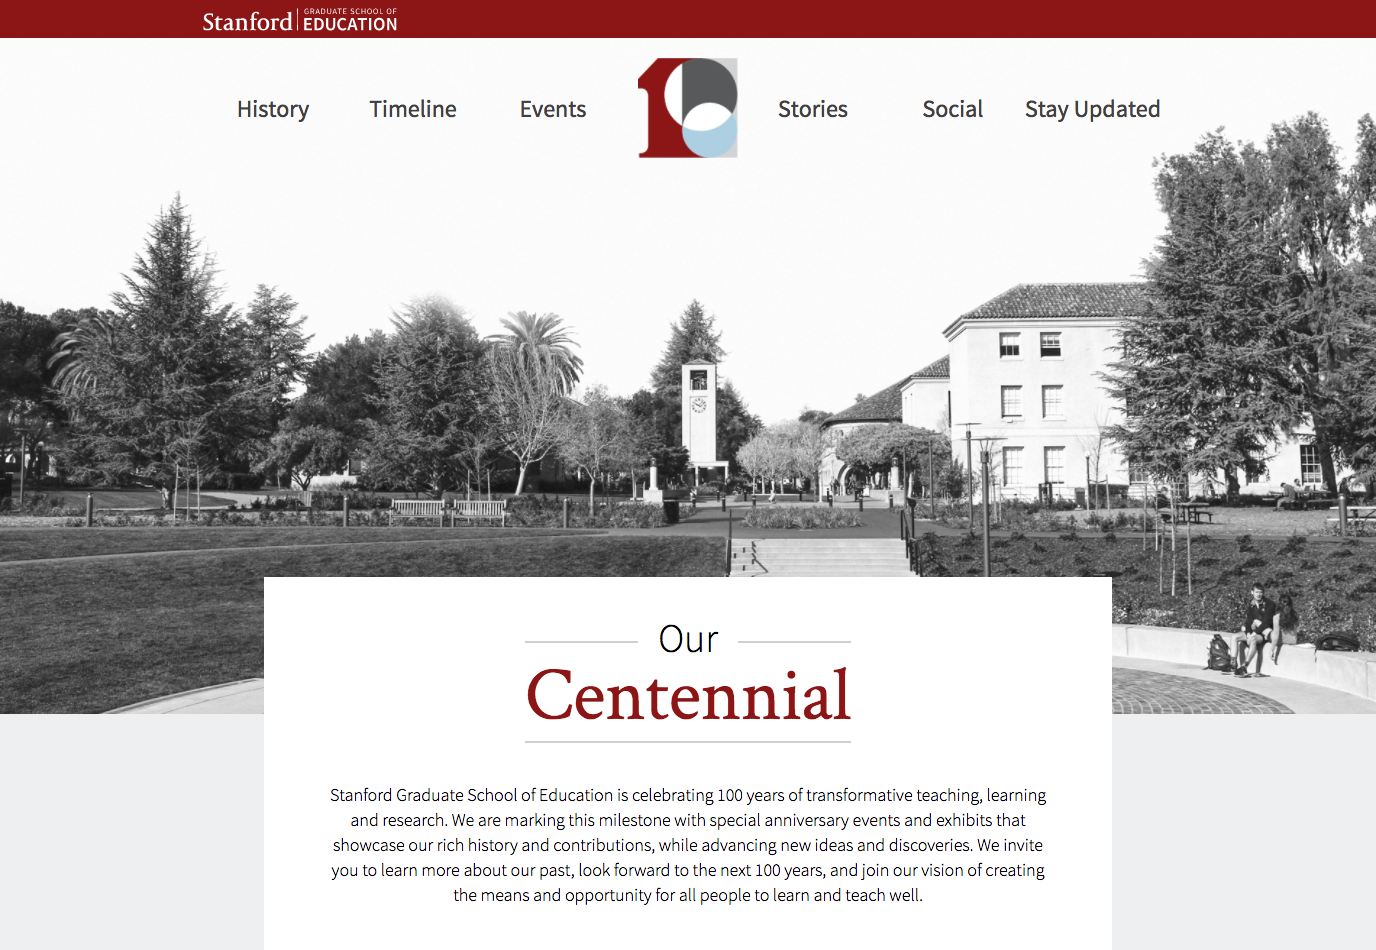 Stanford GRADUATE SCHOOL OF EDUCATION
History Timeline Events 100 Stories Social Stay Updated
Our
Centennial
Stanford Graduate School of Education is celebrating 100 years of transformative teaching, learning
and research. We are marking this milestone with special anniversary events and exhibits that
showcase our rich history and contributions, while advancing new ideas and discoveries. We invite
you to learn more about our past, look forward to the next 100 years, and join our vision of creating
the means and opportunity for all people to learn and teach well.